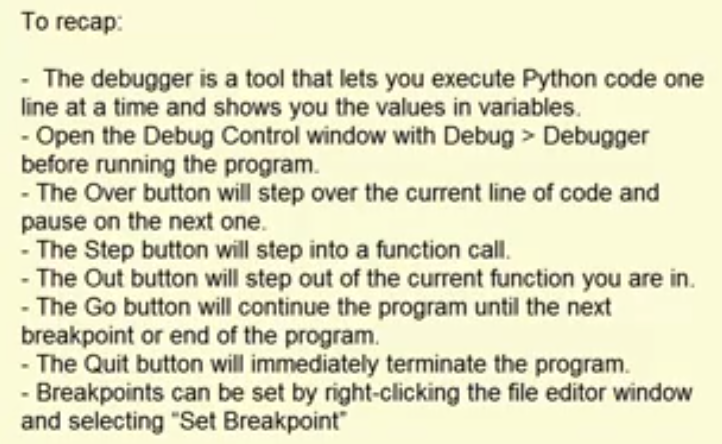 To recap:
-  The debugger is a tool that lets you execute Python code one
line at a time and shows you the values in variables.
- Open the Debug Control window with Debug > Debugger
before running the program.
- The Over button will step over the current line of code and
pause on the next one.
- The Step button will step into a function call.
- The Out button will step out of the current function you are in.
- The Go button will continue the program until the next
breakpoint or end of the program.
- The Quit button will immediately terminate the program.
- Breakpoints can be set by right-clicking the file editor window
and selecting “Set Breakpoint”